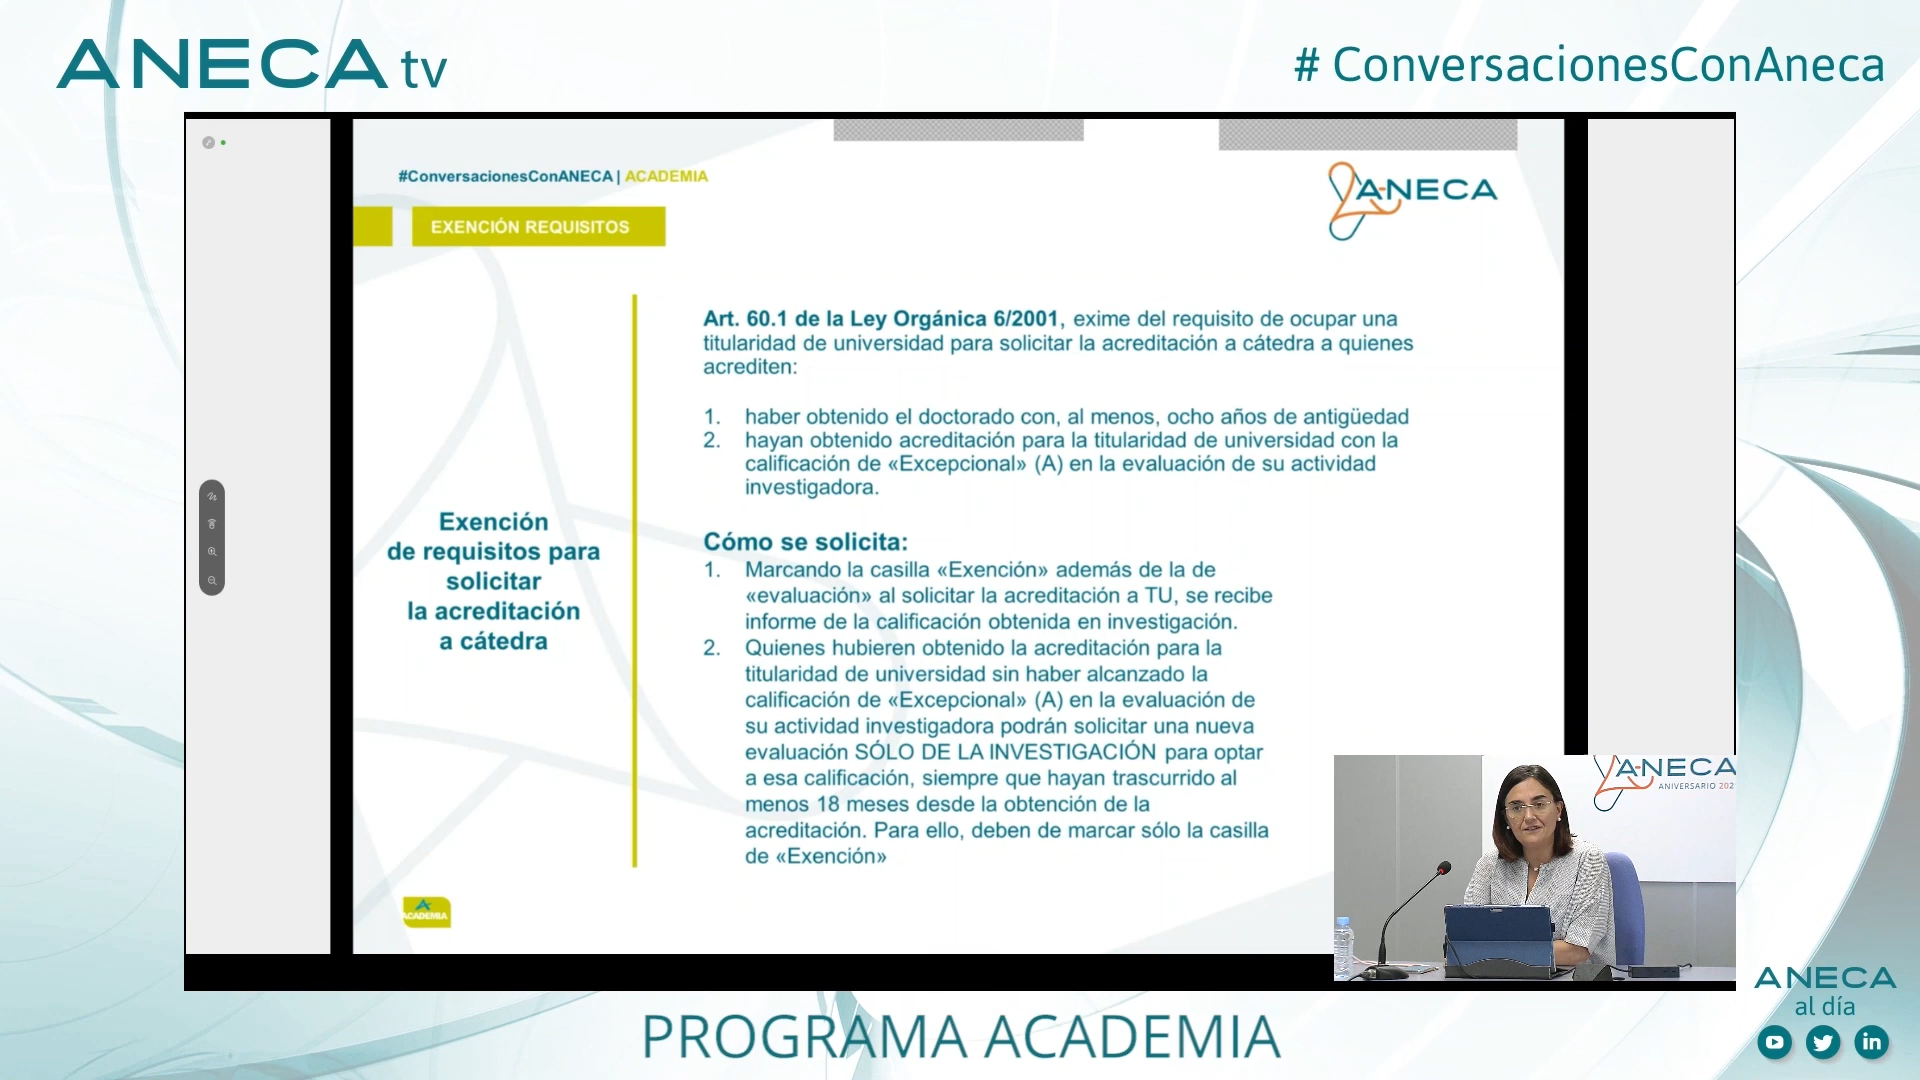 ANECA tv
# ConversacionesConAneca
#ConversacionesConANECA | ACADEMIA
ANECA
EXENCIÓN REQUISITOS
Art. 60.1 de la Ley Orgánica 6/2001, exime del requisito de ocupar una
titularidad de universidad para solicitar la acreditación a cátedra a quienes
acrediten:
1. haber obtenido el doctorado con, al menos, ocho años de antigüedad
2. hayan obtenido acreditación para la titularidad de universidad con la
calificación de «Excepcional» (A) en la evaluación de su actividad
investigadora.
Exención
de requisitos para
solicitar
la acreditación
a cátedra
Cómo se solicita:
1. Marcando la casilla «Exención» además de la de
«evaluación» al solicitar la acreditación a TU, se recibe
informe de la calificación obtenida en investigación.
2. Quienes hubieren obtenido la acreditación para la
titularidad de universidad sin haber alcanzado la
calificación de «Excepcional» (A) en la evaluación de
su actividad investigadora podrán solicitar una nueva
evaluación SÓLO DE LA INVESTIGACIÓN para optar
a esa calificación, siempre que hayan trascurrido al
menos 18 meses desde la obtención de la
acreditación. Para ello, deben de marcar sólo la casilla
de «Exención»
ACADEMIA
ANECA
ANIVERSARIO 202
ANECA
al día
PROGRAMA ACADEMIA